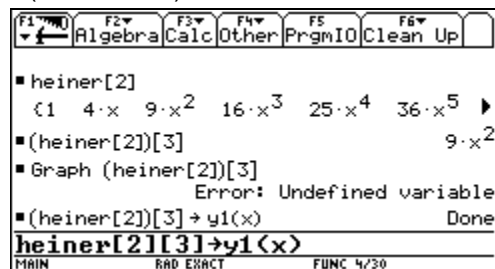 F1▼ F2▼ F3▼ F4▼ F5 F6▼
Algebra Calc Other PrgmIO Clean Up
▪heiner[2]
{1 4·x 9·x² 16·x³ 25·x⁴ 36·x⁵ ▶
▪(heiner[2])[3] 9·x²
▪Graph (heiner[2])[3]
Error: Undefined variable
▪(heiner[2])[3]→y1(x) Done
heiner[2][3]→y1(x)
MAIN RAD EXACT FUNC 4/30